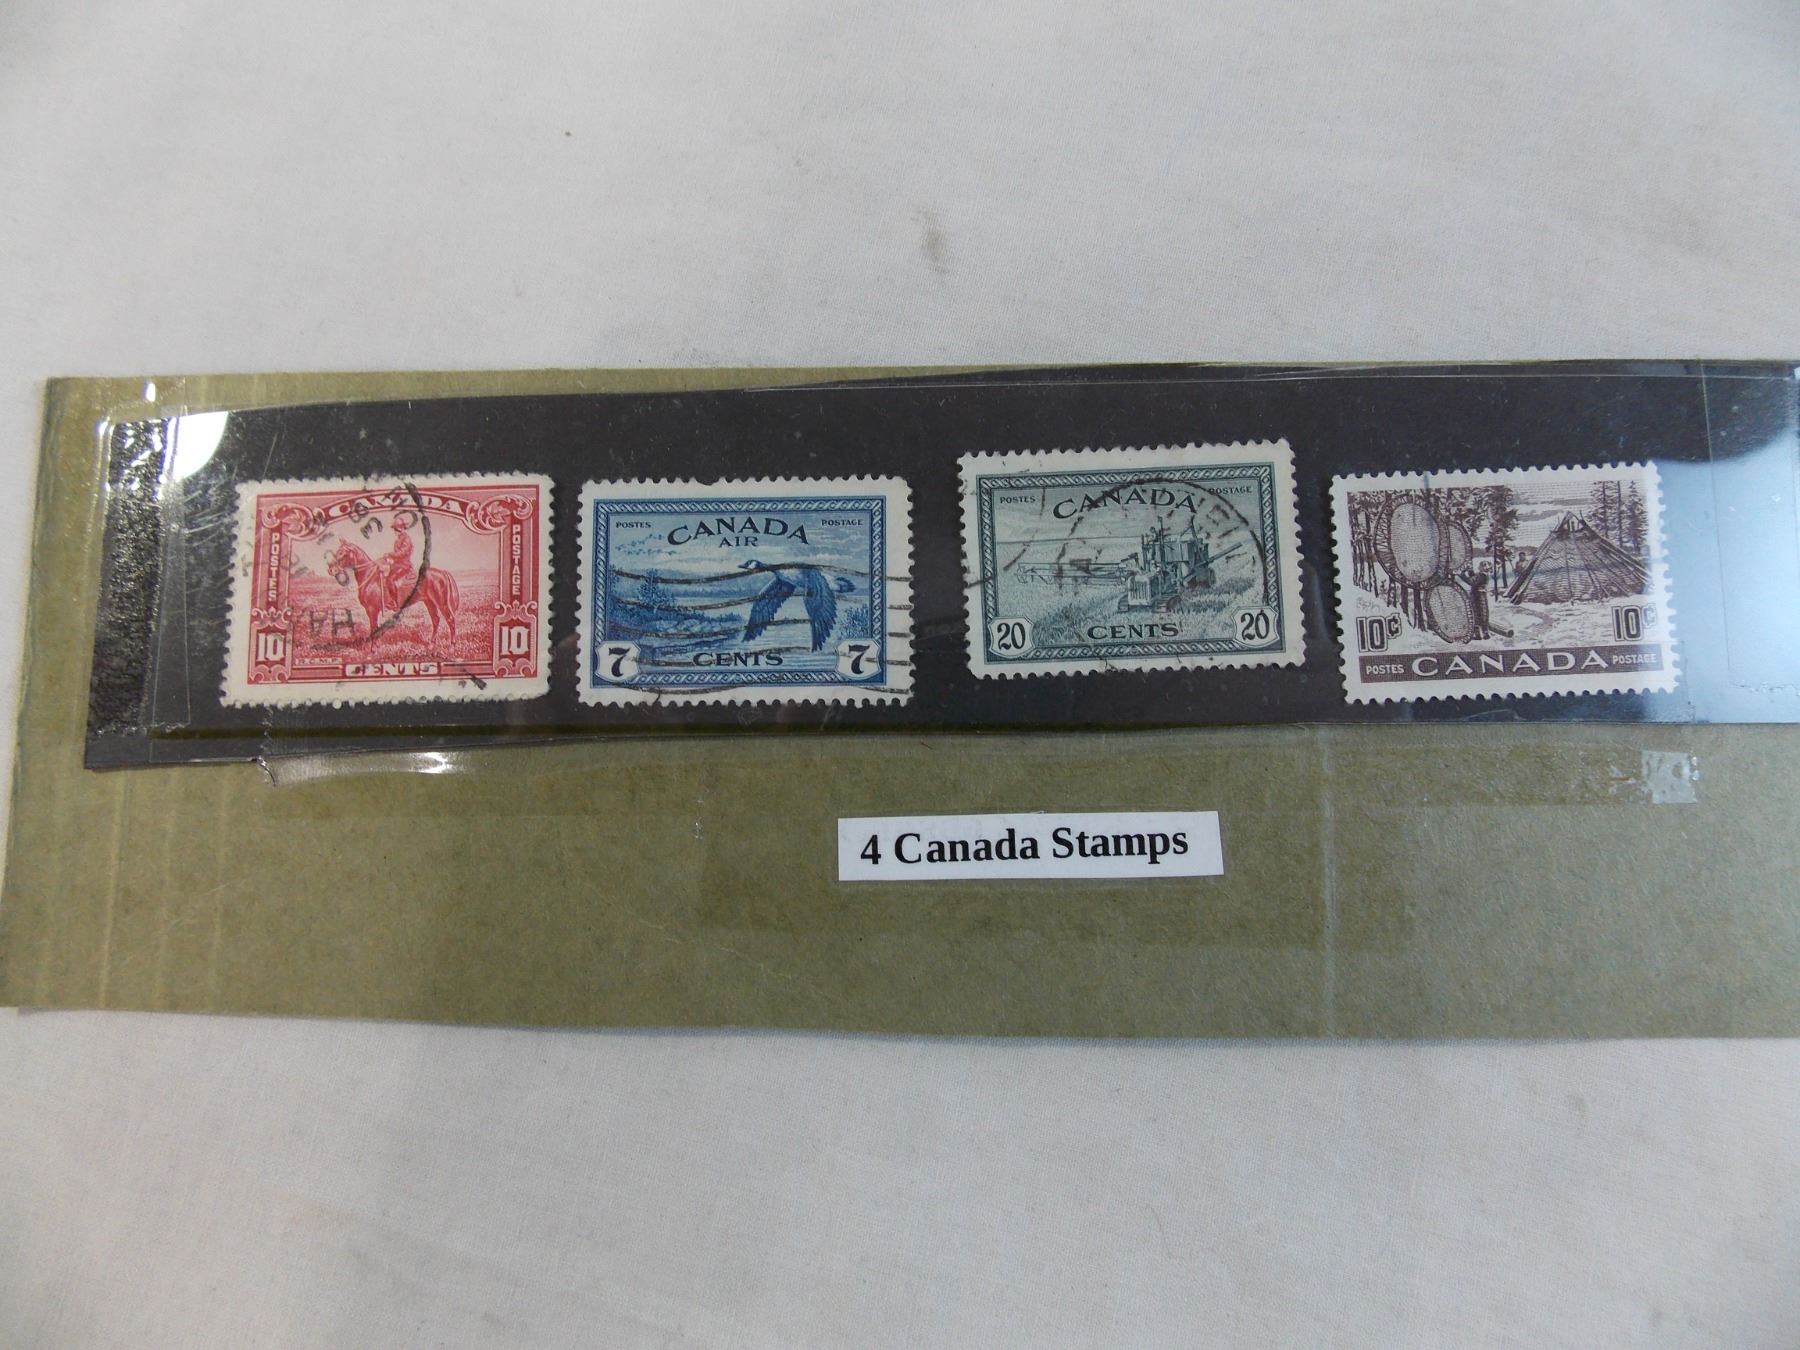 CANADA
POSTES
POSTAGE
10
10
R.C.M.P.
CENTS
HA
POSTES
CANADA
POSTAGE
AIR
7
CENTS
7
POSTES
CANADA
POSTAGE
20
CENTS
20
10¢
10¢
POSTES CANADA POSTAGE
4 Canada Stamps